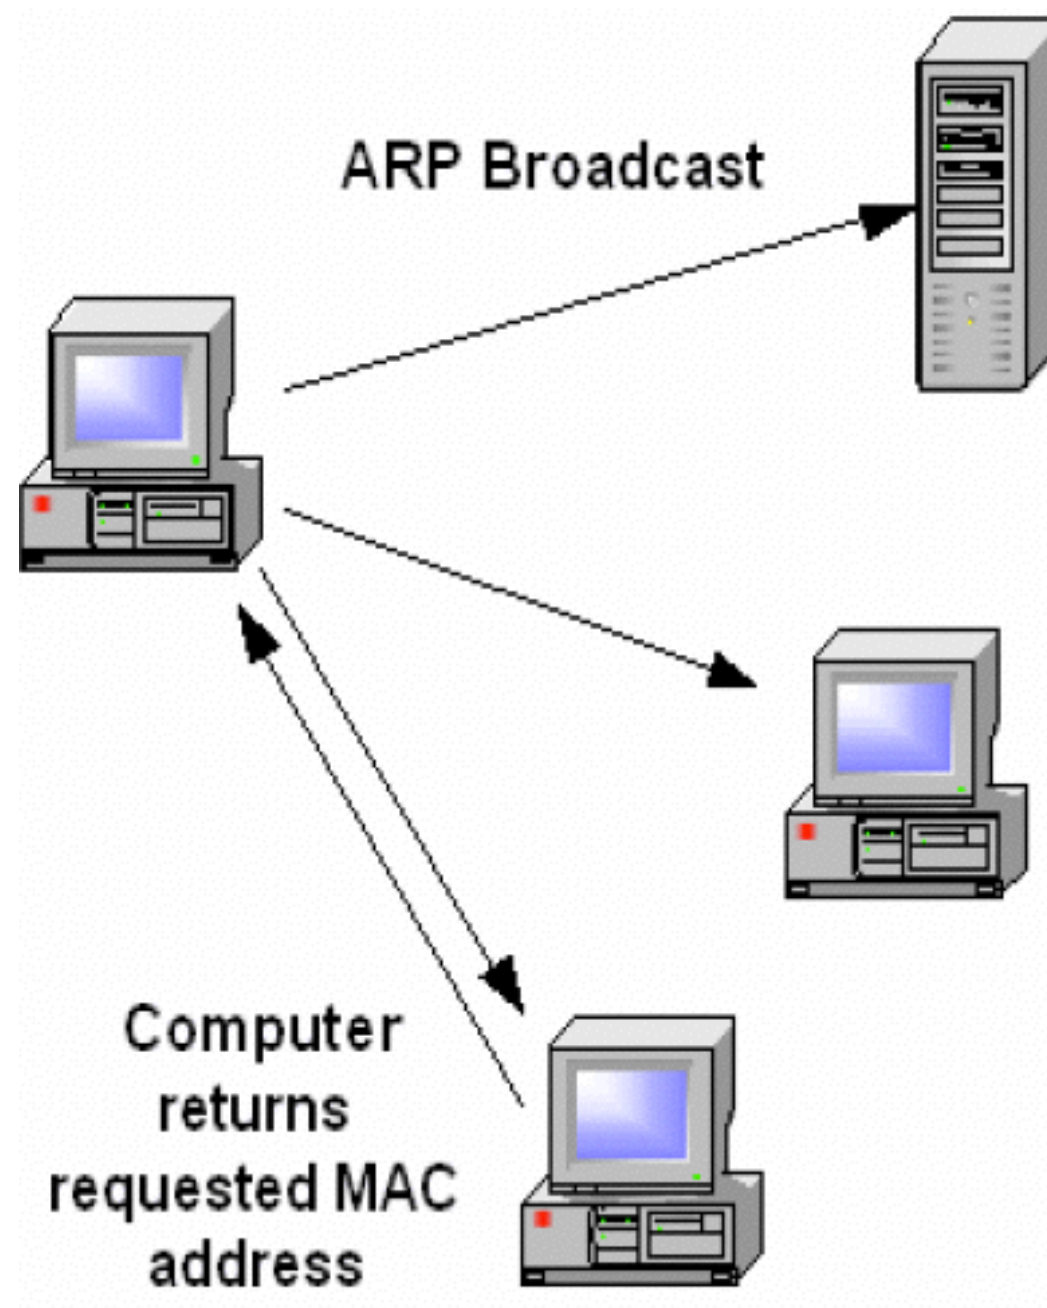 ARP Broadcast
Computer
returns
requested MAC
address